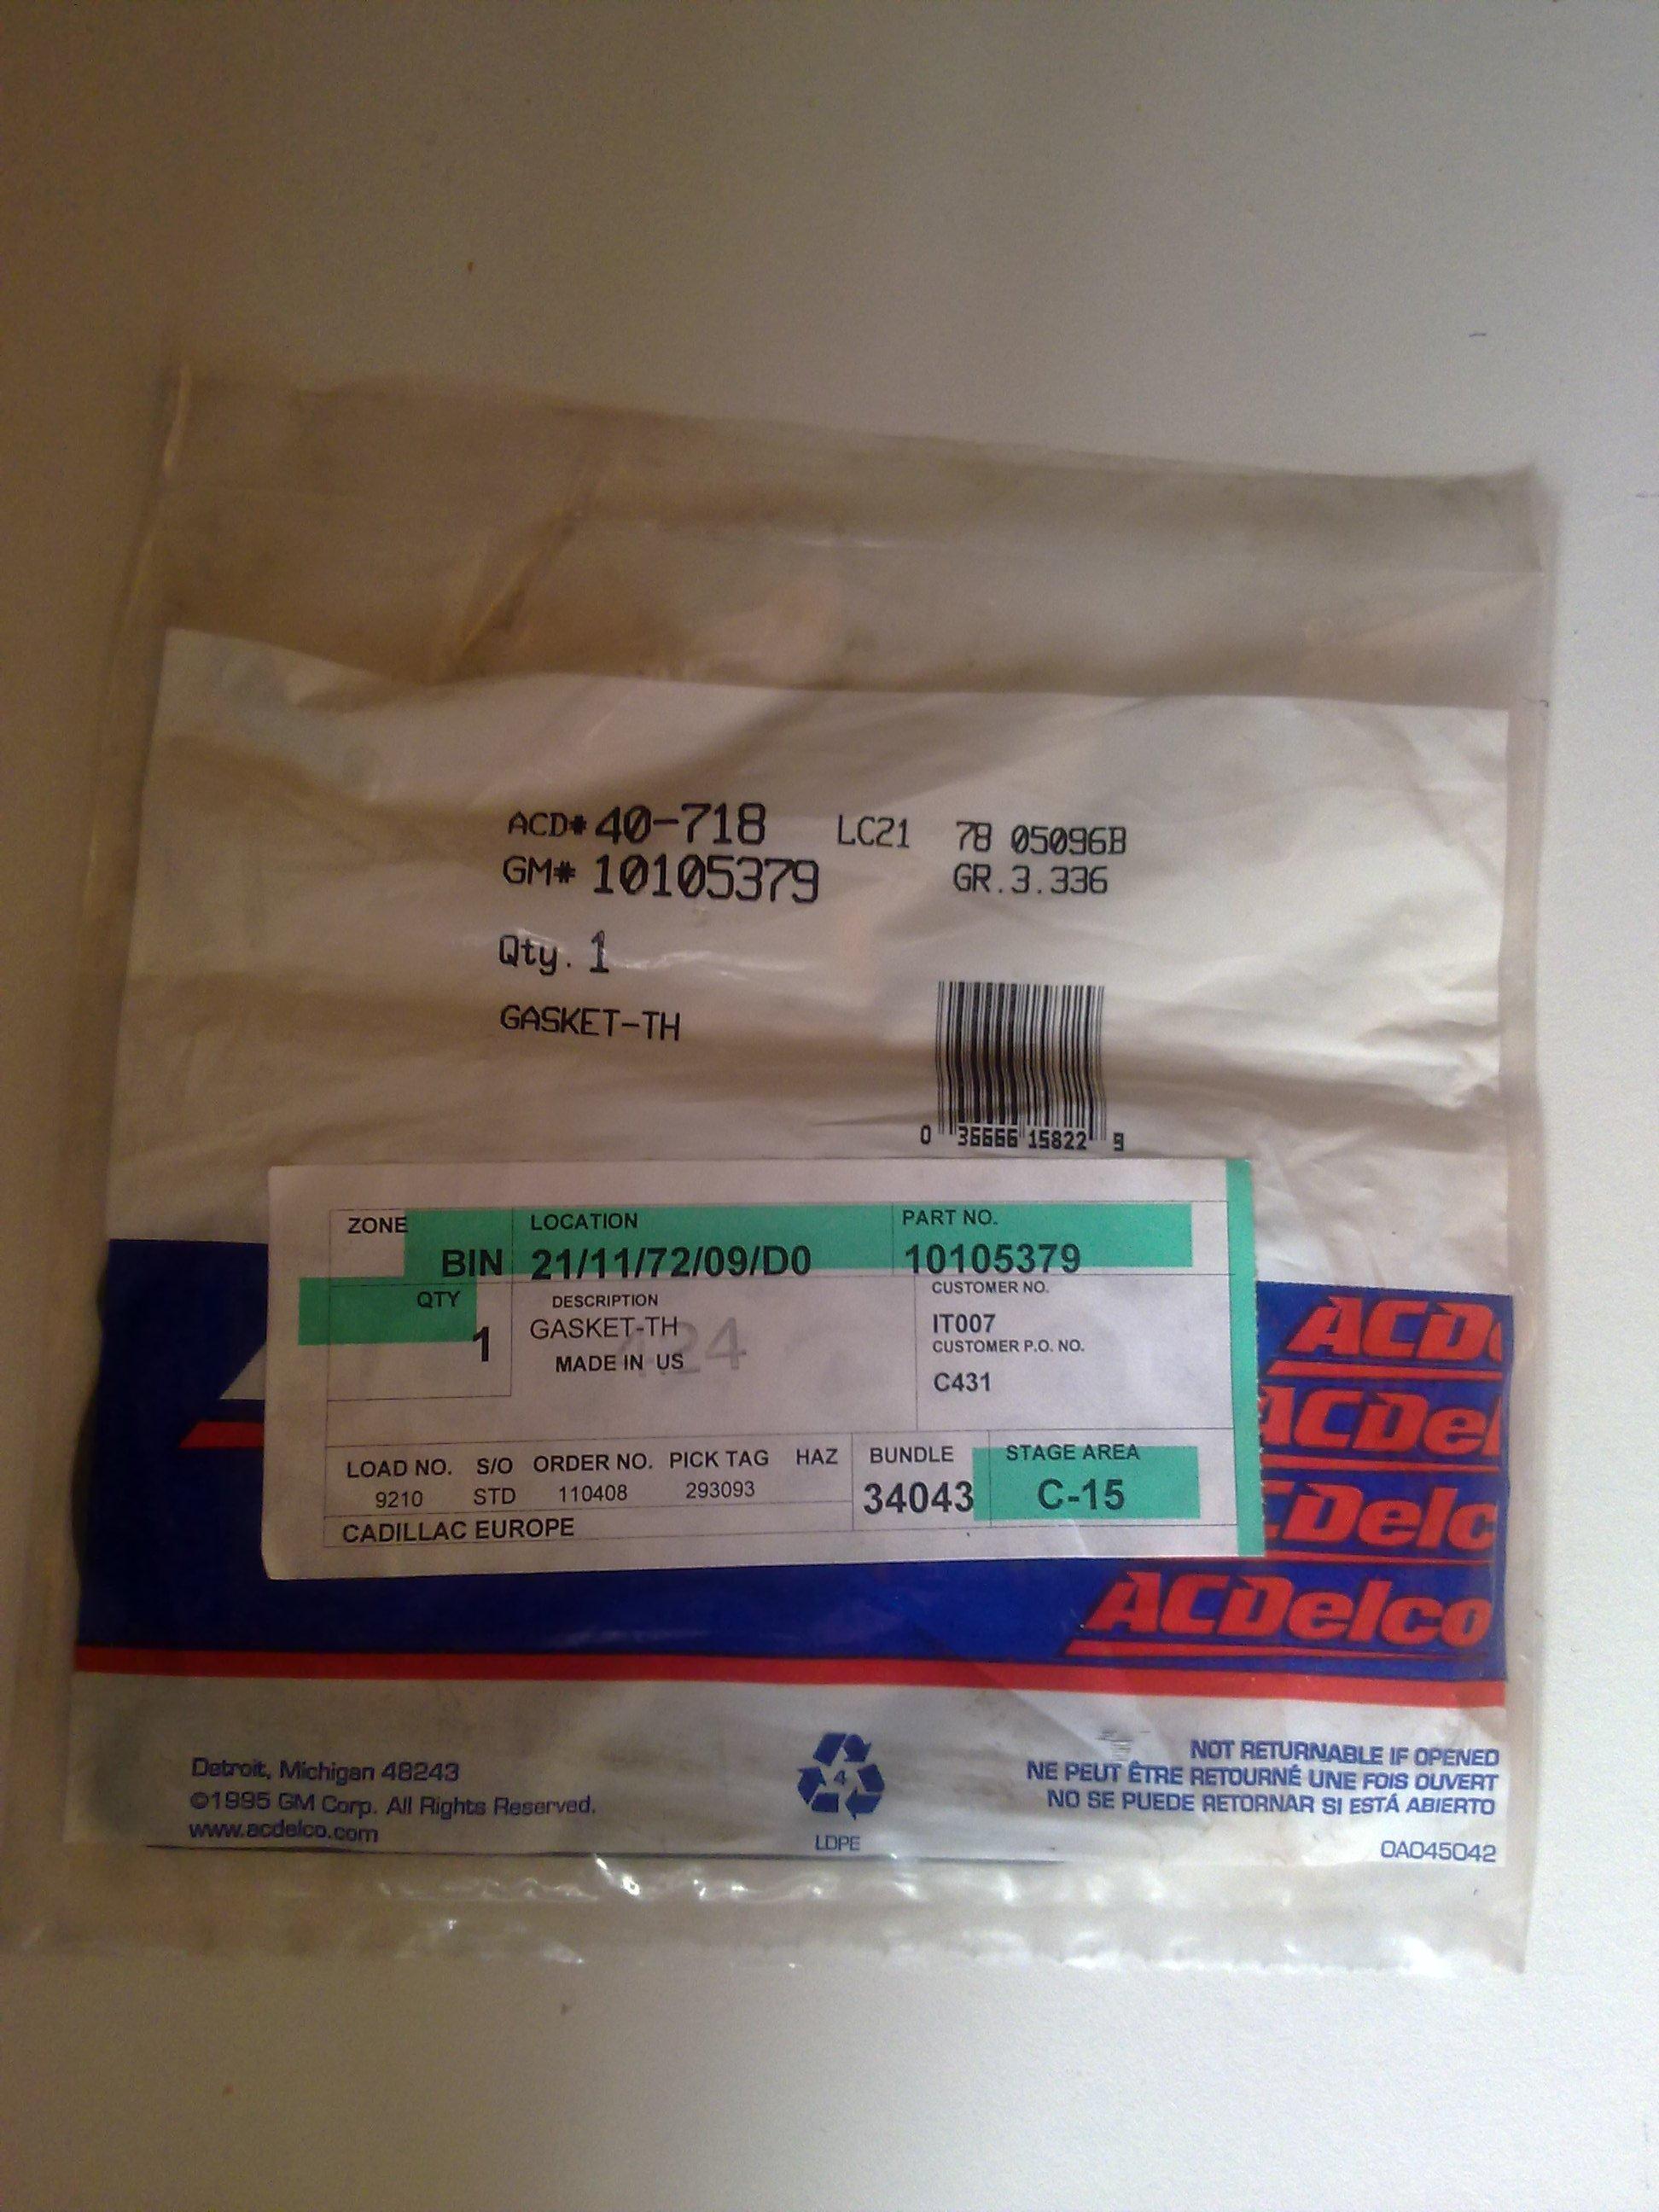 ACD# 40-718 LC21 78 05096B
GM# 10105379 GR.3.336
Qty. 1
GASKET-TH
0 36666 15822 9
ZONE LOCATION PART NO.
BIN 21/11/72/09/D0 10105379
QTY DESCRIPTION CUSTOMER NO.
1 GASKET-TH IT007
MADE IN US CUSTOMER P.O. NO.
C431
LOAD NO. S/O ORDER NO. PICK TAG HAZ BUNDLE STAGE AREA
9210 STD 110408 293093 34043 C-15
CADILLAC EUROPE
ACDe
ACDel
CDelc
ACDelco
Detroit, Michigan 48243
©1995 GM Corp. All Rights Reserved.
www.acdelco.com
4
LDPE
NOT RETURNABLE IF OPENED
NE PEUT ÊTRE RETOURNÉ UNE FOIS OUVERT
NO SE PUEDE RETORNAR SI ESTÁ ABIERTO
0A045042